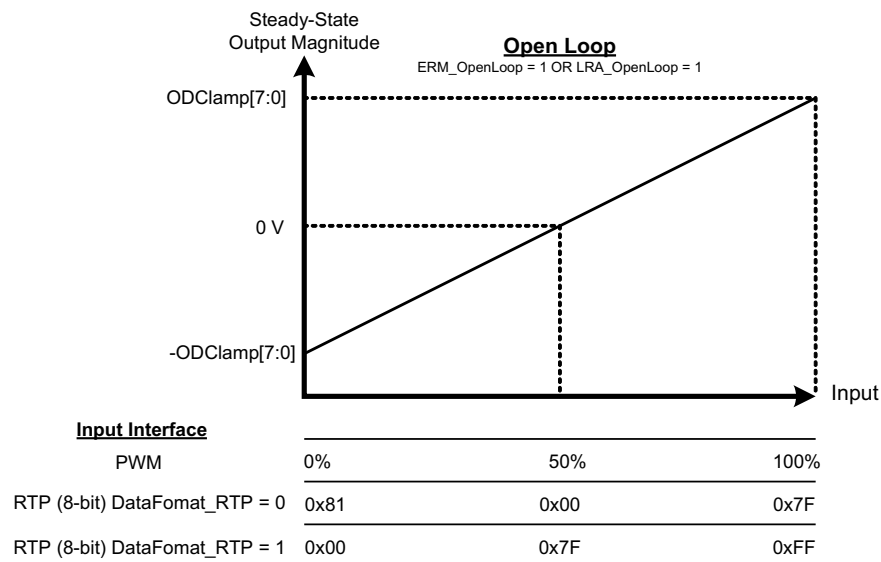 Steady-State
Output Magnitude
Open Loop
ERM_OpenLoop = 1 OR LRA_OpenLoop = 1
ODClamp[7:0]
0 V
-ODClamp[7:0]
Input
Input Interface
PWM 0% 50% 100%
RTP (8-bit) DataFomat_RTP = 0 0x81 0x00 0x7F
RTP (8-bit) DataFomat_RTP = 1 0x00 0x7F 0xFF